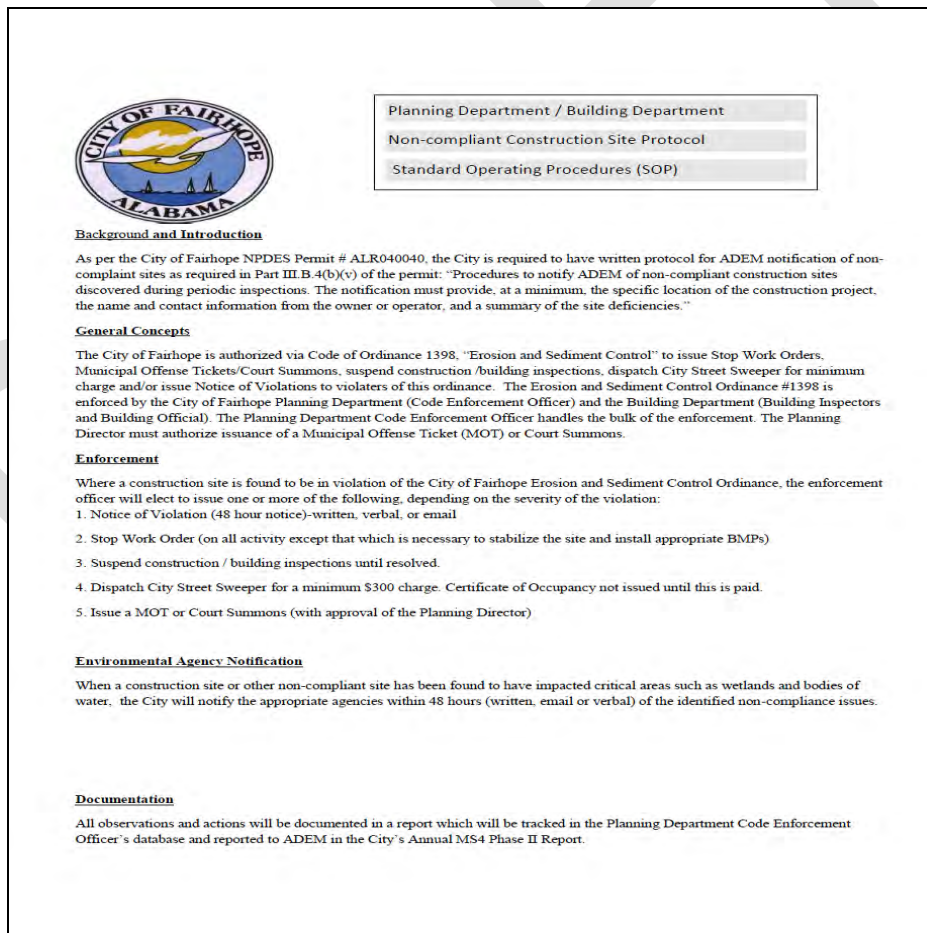 CITY OF FAIRHOPE
ALABAMA
Planning Department / Building Department
Non-compliant Construction Site Protocol
Standard Operating Procedures (SOP)
Background and Introduction
As per the City of Fairhope NPDES Permit # ALR040040, the City is required to have written protocol for ADEM notification of non-
complaint sites as required in Part III.B.4(b)(v) of the permit: “Procedures to notify ADEM of non-compliant construction sites
discovered during periodic inspections. The notification must provide, at a minimum, the specific location of the construction project,
the name and contact information from the owner or operator, and a summary of the site deficiencies.”
General Concepts
The City of Fairhope is authorized via Code of Ordinance 1398, “Erosion and Sediment Control” to issue Stop Work Orders,
Municipal Offense Tickets/Court Summons, suspend construction /building inspections, dispatch City Street Sweeper for minimum
charge and/or issue Notice of Violations to violaters of this ordinance. The Erosion and Sediment Control Ordinance #1398 is
enforced by the City of Fairhope Planning Department (Code Enforcement Officer) and the Building Department (Building Inspectors
and Building Official). The Planning Department Code Enforcement Officer handles the bulk of the enforcement. The Planning
Director must authorize issuance of a Municipal Offense Ticket (MOT) or Court Summons.
Enforcement
Where a construction site is found to be in violation of the City of Fairhope Erosion and Sediment Control Ordinance, the enforcement
officer will elect to issue one or more of the following, depending on the severity of the violation:
1. Notice of Violation (48 hour notice)-written, verbal, or email
2. Stop Work Order (on all activity except that which is necessary to stabilize the site and install appropriate BMPs)
3. Suspend construction / building inspections until resolved.
4. Dispatch City Street Sweeper for a minimum $300 charge. Certificate of Occupancy not issued until this is paid.
5. Issue a MOT or Court Summons (with approval of the Planning Director)
Environmental Agency Notification
When a construction site or other non-compliant site has been found to have impacted critical areas such as wetlands and bodies of
water, the City will notify the appropriate agencies within 48 hours (written, email or verbal) of the identified non-compliance issues.
Documentation
All observations and actions will be documented in a report which will be tracked in the Planning Department Code Enforcement
Officer’s database and reported to ADEM in the City’s Annual MS4 Phase II Report.